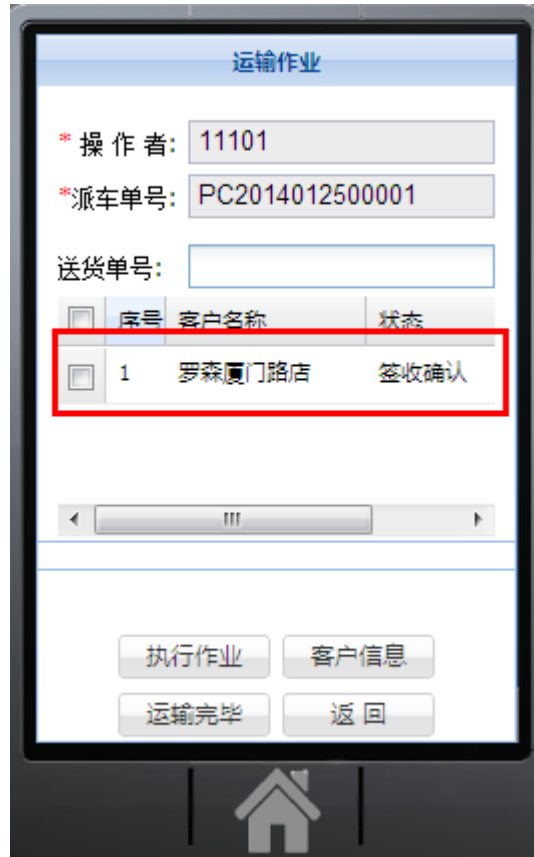 运输作业
* 操 作 者: 11101
*派车单号: PC2014012500001
送货单号:
序号 客户名称 状态
1 罗森厦门路店 签收确认
执行作业 客户信息
运输完毕 返 回